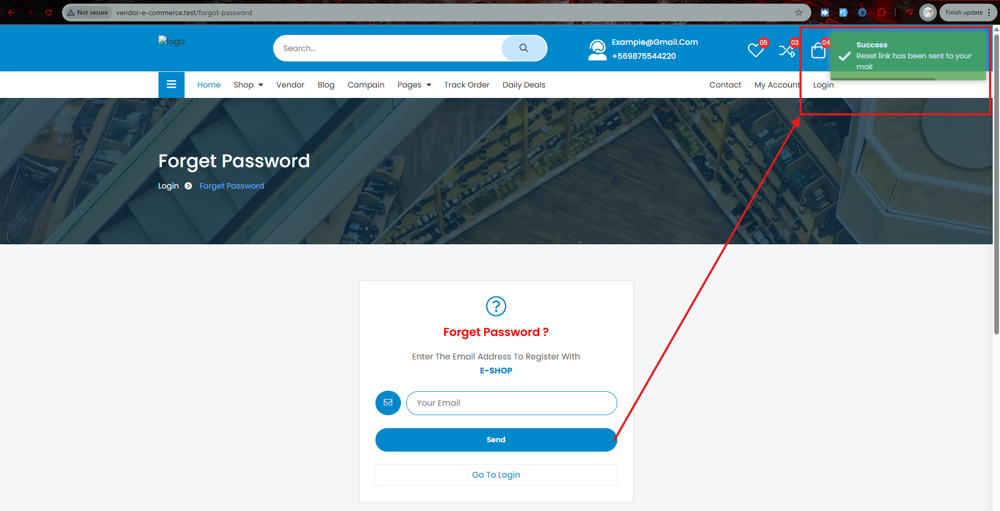 Not secure
vendor-e-commerce.test/forgot-password
Finish update
logo
Search...
Example@Gmail.Com
+569875544220
05
03
04
Success
Reset link has been sent to your
mail
Home
Shop
Vendor
Blog
Campain
Pages
Track Order
Daily Deals
Contact
My Account
Login
Forget Password
Login
Forget Password
Forget Password ?
Enter The Email Address To Register With
E-SHOP
Your Email
Send
Go To Login